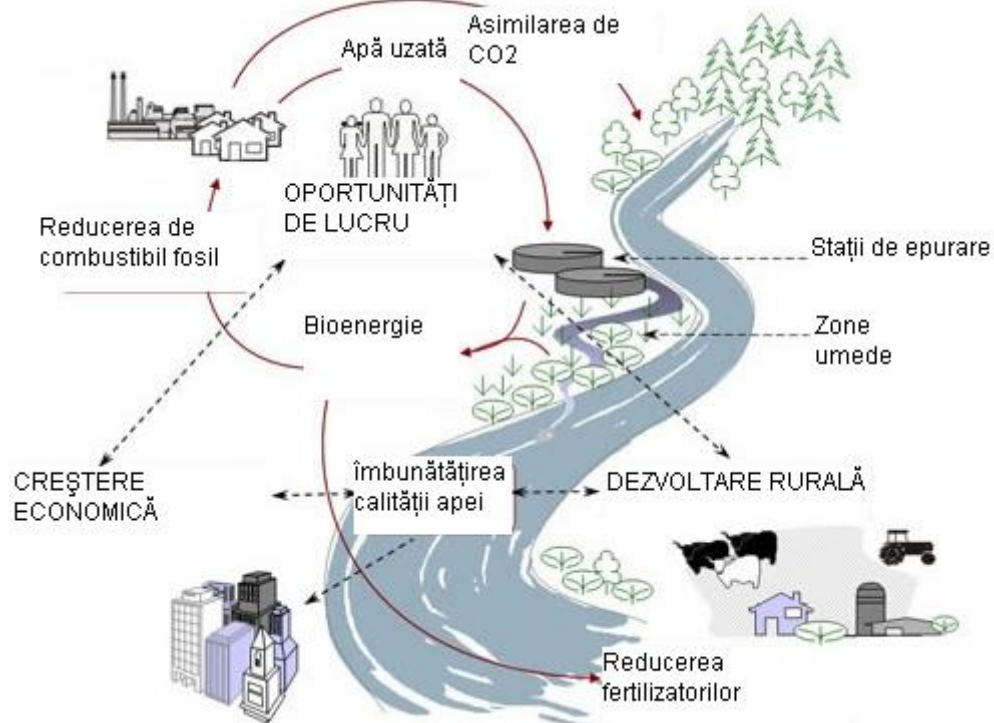 Asimilarea de
CO2
Apă uzată
OPORTUNITĂȚI
DE LUCRU
Reducerea de
combustibil fosil
Stații de epurare
Bioenergie
Zone
umede
CREŞTERE
ECONOMICĂ
îmbunătățirea
calității apei
DEZVOLTARE RURALĂ
Reducerea
fertilizatorilor